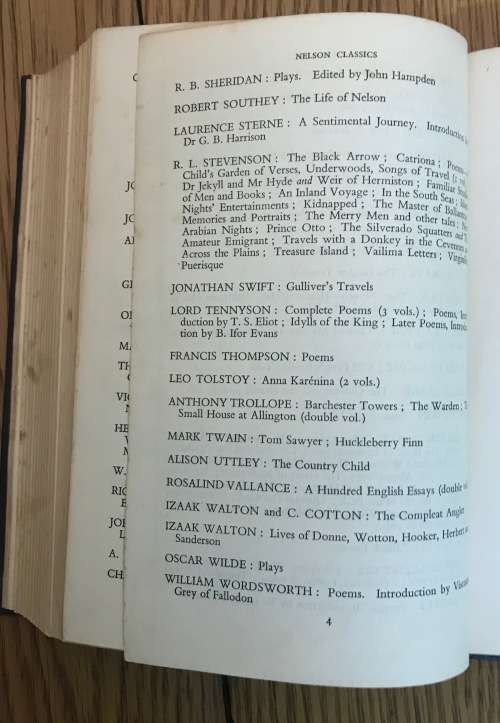 NELSON CLASSICS
R. B. SHERIDAN : Plays. Edited by John Hampden
ROBERT SOUTHEY : The Life of Nelson
LAURENCE STERNE : A Sentimental Journey. Introduction
Dr G. B. Harrison
R. L. STEVENSON : The Black Arrow ; Catriona ; Poems
Child's Garden of Verses, Underwoods, Songs of Travel
Dr Jekyll and Mr Hyde and Weir of Hermiston ; Familiar
of Men and Books ; An Inland Voyage ; In the South Sea
Nights' Entertainments ; Kidnapped ; The Master of
Memories and Portraits ; The Merry Men and other tales ;
Arabian Nights ; Prince Otto ; The Silverado Squatters
Amateur Emigrant ; Travels with a Donkey in the Cevennes
Across the Plains ; Treasure Island ; Vailima Letters ;
Puerisque
JONATHAN SWIFT : Gulliver's Travels
LORD TENNYSON : Complete Poems (3 vols.) ; Poems,
duction by T. S. Eliot ; Idylls of the King ; Later Poems,
tion by B. Ifor Evans
FRANCIS THOMPSON : Poems
LEO TOLSTOY : Anna Karénina (2 vols.)
ANTHONY TROLLOPE : Barchester Towers ; The Warden ;
Small House at Allington (double vol.)
MARK TWAIN : Tom Sawyer ; Huckleberry Finn
ALISON UTTLEY : The Country Child
ROSALIND VALLANCE : A Hundred English Essays (double
IZAAK WALTON and C. COTTON : The Compleat Angler
IZAAK WALTON : Lives of Donne, Wotton, Hooker, Herbert
Sanderson
OSCAR WILDE : Plays
WILLIAM WORDSWORTH : Poems. Introduction by
Grey of Fallodon
4